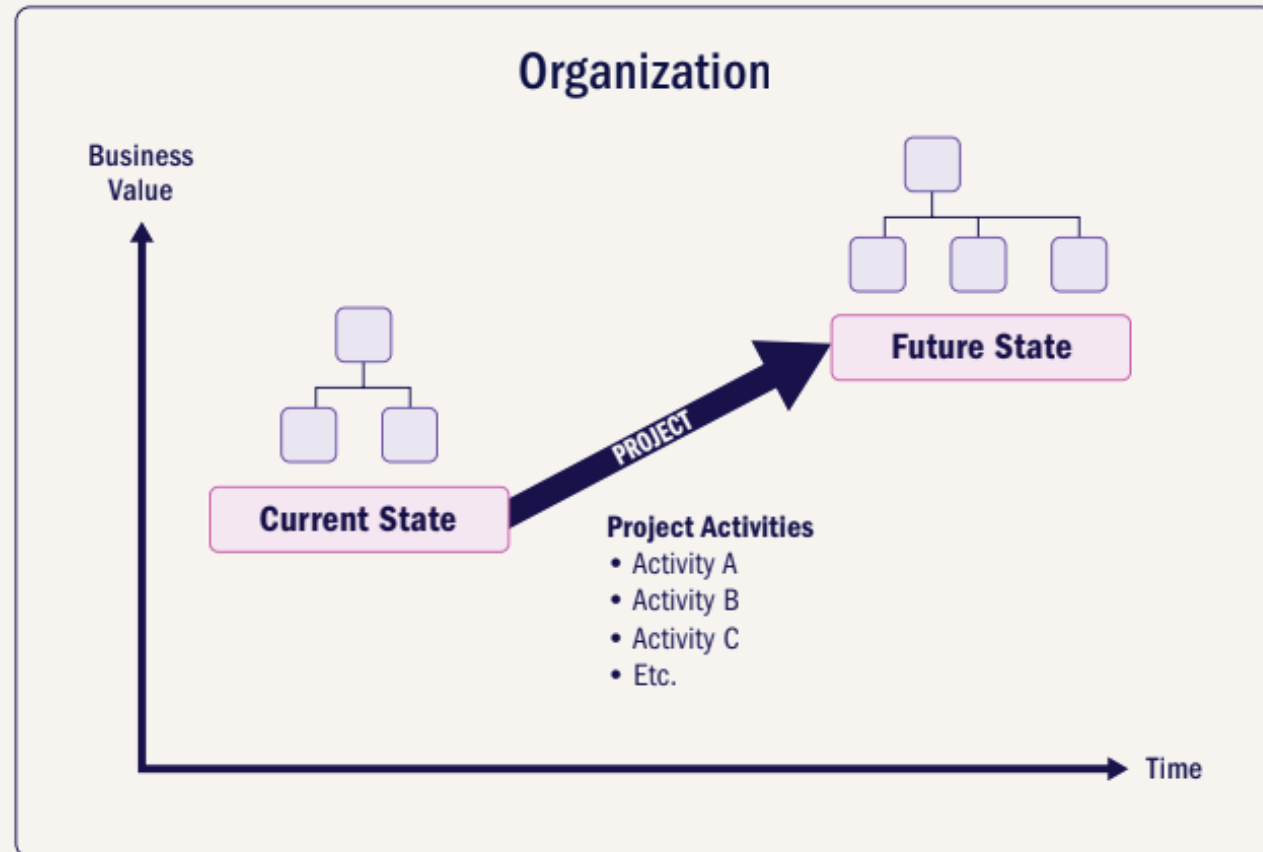 Organization
Business
Value
Future State
PROJECT
Current State
Project Activities
• Activity A
• Activity B
• Activity C
• Etc.
Time